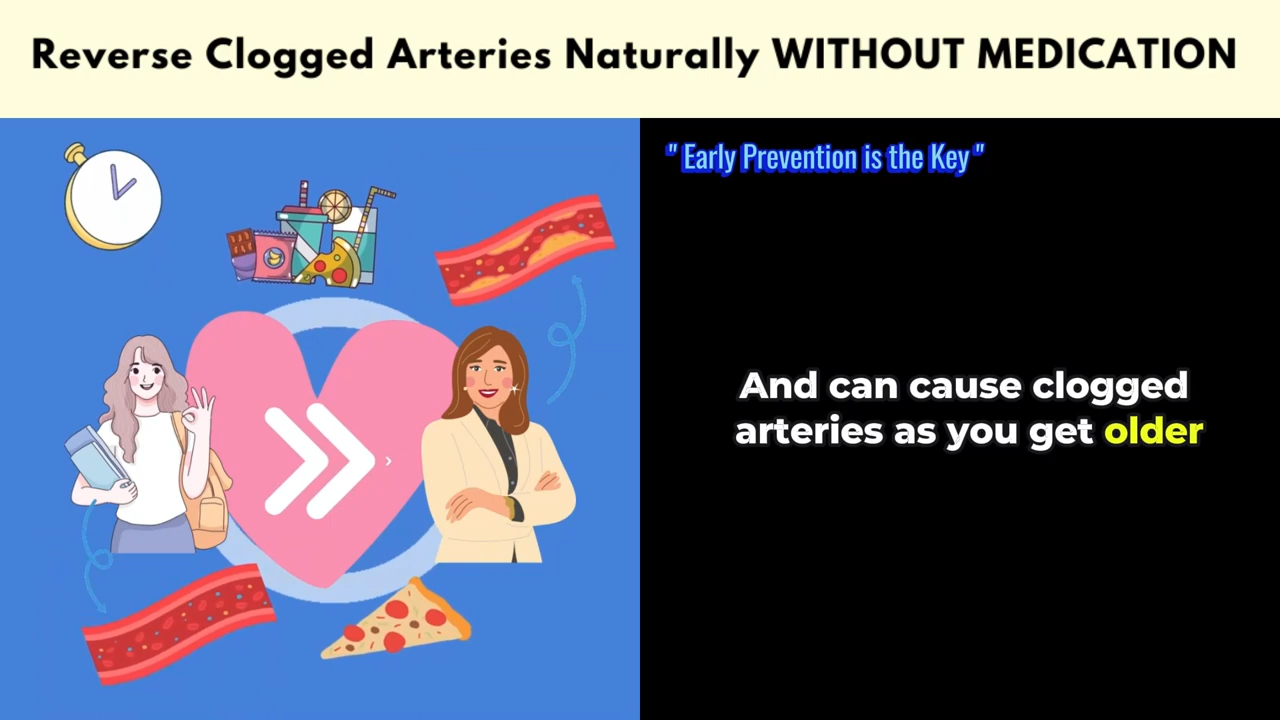 Reverse Clogged Arteries Naturally WITHOUT MEDICATION
" Early Prevention is the Key "
And can cause clogged
arteries as you get older